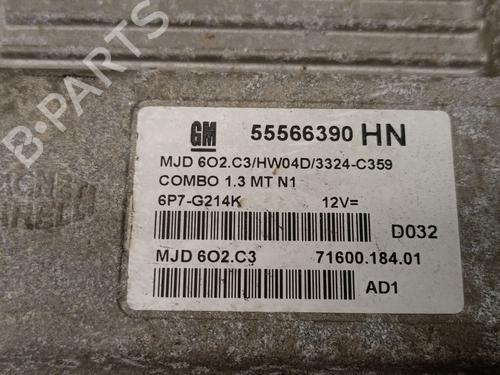 GM 55566390 HN
MJD 6O2.C3/HW04D/3324-C359
COMBO 1.3 MT N1
6P7-G214K 12V=
D032
MJD 6O2.C3 71600.184.01
AD1